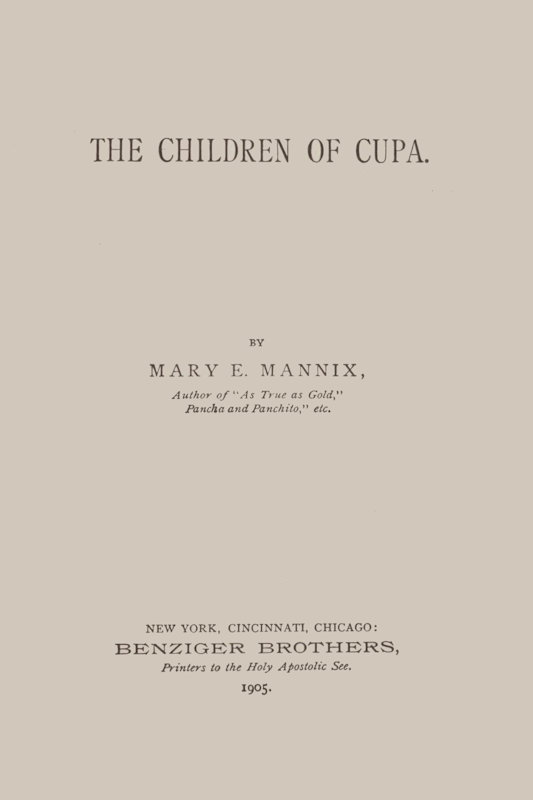 THE CHILDREN OF CUPA.
BY
MARY E. MANNIX,
Author of "As True as Gold,"
Pancha and Panchito," etc.
NEW YORK, CINCINNATI, CHICAGO:
BENZIGER BROTHERS,
Printers to the Holy Apostolic See.
1905.